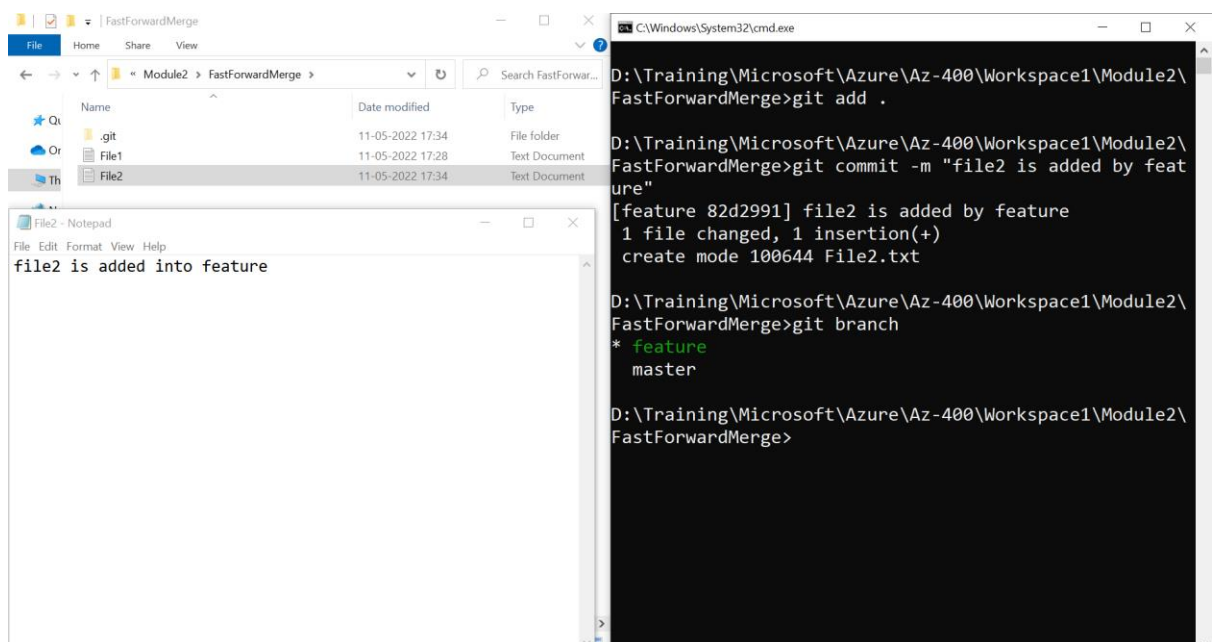 FastForwardMerge
File Home Share View
« Module2 › FastForwardMerge ›
Search FastForwar...
Name Date modified Type
.git 11-05-2022 17:34 File folder
File1 11-05-2022 17:28 Text Document
File2 11-05-2022 17:34 Text Document
Qu
Or
Th
File2 - Notepad
File Edit Format View Help
file2 is added into feature
C:\Windows\System32\cmd.exe
D:\Training\Microsoft\Azure\Az-400\Workspace1\Module2\
FastForwardMerge>git add .
D:\Training\Microsoft\Azure\Az-400\Workspace1\Module2\
FastForwardMerge>git commit -m "file2 is added by feat
ure"
[feature 82d2991] file2 is added by feature
1 file changed, 1 insertion(+)
create mode 100644 File2.txt
D:\Training\Microsoft\Azure\Az-400\Workspace1\Module2\
FastForwardMerge>git branch
* feature
master
D:\Training\Microsoft\Azure\Az-400\Workspace1\Module2\
FastForwardMerge>